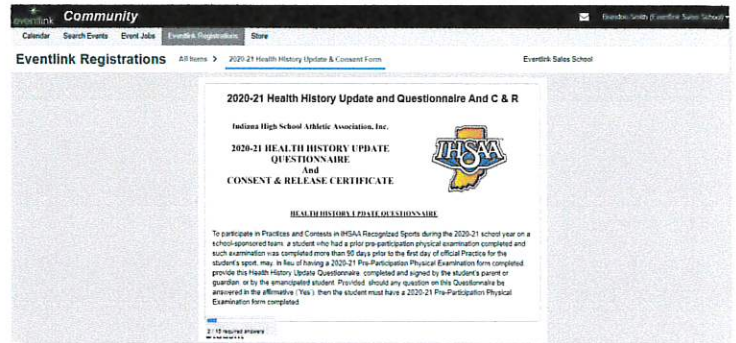 eventlink Community Brandon Smith (Eventlink Sales School)
Calendar Search Events Event Jobs Eventlink Registrations Store
Eventlink Registrations All Items > 2020-21 Health History Update & Consent Form Eventlink Sales School
2020-21 Health History Update and Questionnaire And C & R
Indiana High School Athletic Association, Inc.
2020-21 HEALTH HISTORY UPDATE
QUESTIONNAIRE
And
CONSENT & RELEASE CERTIFICATE
IHSAA
HEALTH HISTORY UPDATE QUESTIONNAIRE
To participate in Practices and Contests in IHSAA Recognized Sports during the 2020-21 school year on a
school-sponsored team, a student who had a prior pre-participation physical examination completed and
such examination was completed more than 90 days prior to the first day of official Practice for the
student's sport, may, in lieu of having a 2020-21 Pre-Participation Physical Examination form completed,
provide this Health History Update Questionnaire, completed and signed by the student's parent or
guardian, or by the emancipated student. Provided, should any question on this Questionnaire be
answered in the affirmative (Yes), then the student must have a 2020-21 Pre-Participation Physical
Examination form completed.
/ 15 required answers